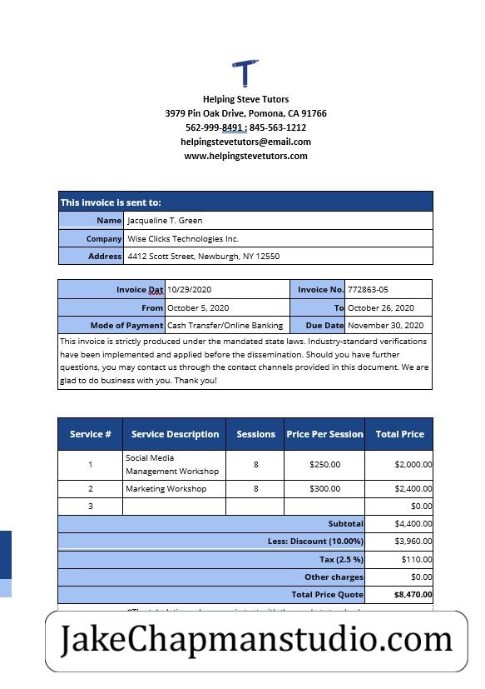 Helping Steve Tutors
3979 Pin Oak Drive, Pomona, CA 91766
562-999-8491 ; 845-563-1212
helpingstevetutors@email.com
www.helpingstevetutors.com
This invoice is sent to:
Name Jacqueline T. Green
Company Wise Clicks Technologies Inc.
Address 4412 Scott Street, Newburgh, NY 12550
Invoice Dat 10/29/2020 Invoice No. 772863-05
From October 5, 2020 To October 26, 2020
Mode of Payment Cash Transfer/Online Banking Due Date November 30, 2020
This invoice is strictly produced under the mandated state laws. Industry-standard verifications
have been implemented and applied before the dissemination. Should you have further
questions, you may contact us through the contact channels provided in this document. We are
glad to do business with you. Thank you!
Service # Service Description Sessions Price Per Session Total Price
1 Social Media Management Workshop 8 $250.00 $2,000.00
2 Marketing Workshop 8 $300.00 $2,400.00
3 $0.00
Subtotal $4,400.00
Less: Discount (10.00%) $3,960.00
Tax (2.5 %) $110.00
Other charges $0.00
Total Price Quote $8,470.00
JakeChapmanstudio.com